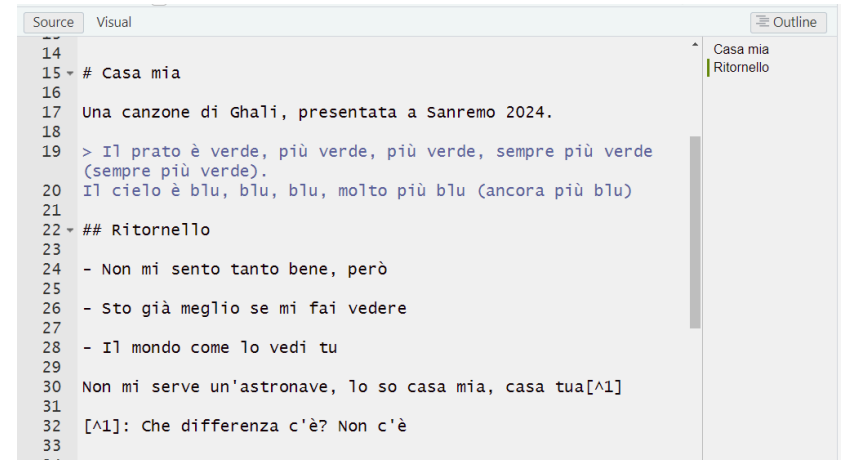 Source Visual Outline
14
15 # Casa mia
16
17 Una canzone di Ghali, presentata a Sanremo 2024.
18
19 > Il prato è verde, più verde, più verde, sempre più verde
(sempre più verde).
20 Il cielo è blu, blu, blu, molto più blu (ancora più blu)
21
22 ## Ritornello
23
24 - Non mi sento tanto bene, però
25
26 - Sto già meglio se mi fai vedere
27
28 - Il mondo come lo vedi tu
29
30 Non mi serve un'astronave, lo so casa mia, casa tua[^1]
31
32 [^1]: Che differenza c'è? Non c'è
33
Casa mia
Ritornello